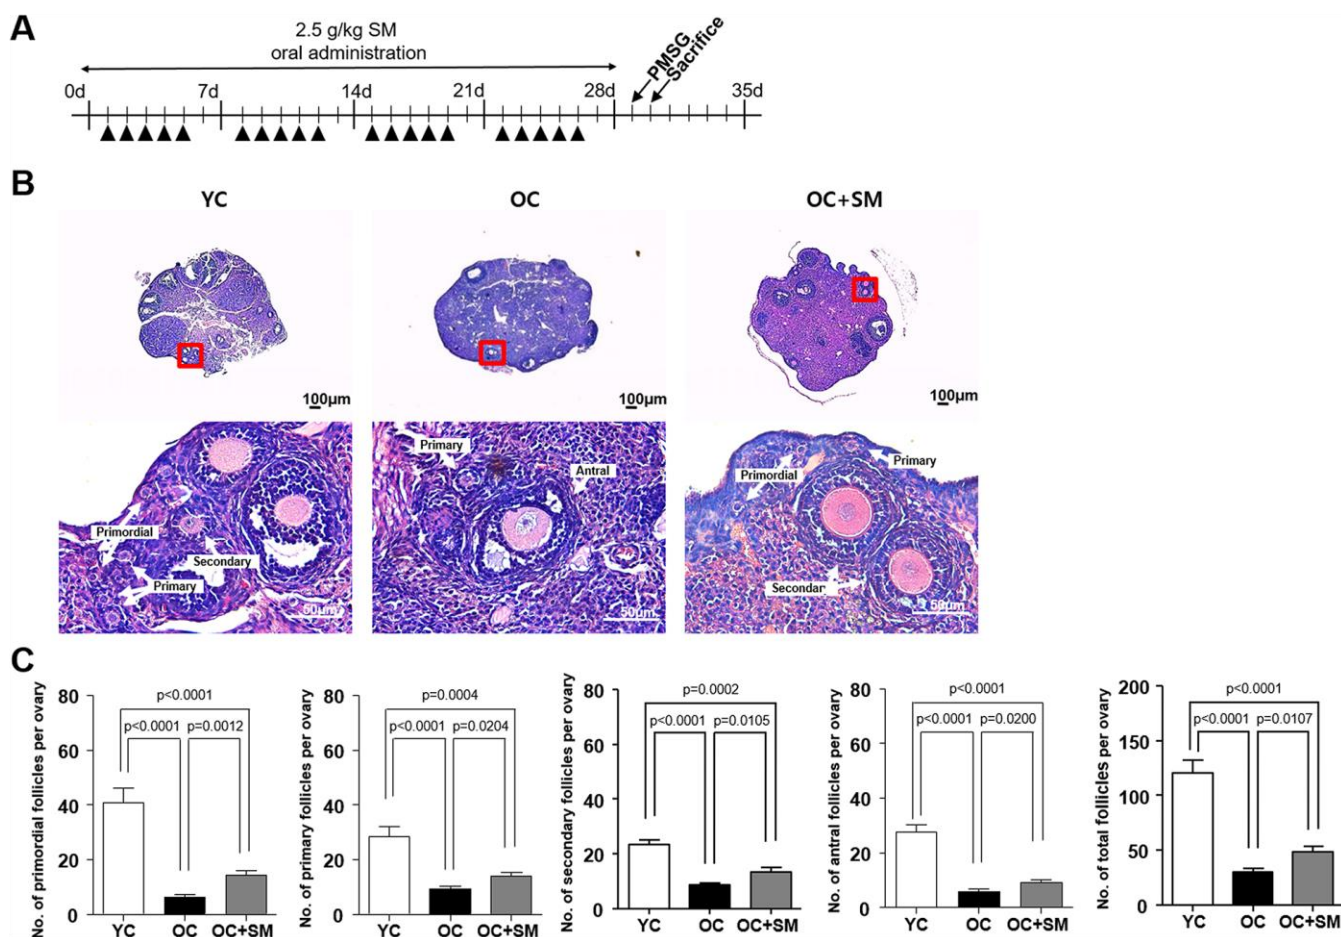 A
2.5 g/kg SM
oral administration
PMSG
Sacrifice
0d 7d 14d 21d 28d 35d
B
YC OC OC+SM
100µm 100µm 100µm
Primordial
Secondary
Primary
50µm
Primary
Antral
50µm
Primordial
Primary
Secondary
50µm
C
No. of primordial follicles per ovary
80
60
40
20
0
p<0.0001
p<0.0001 p=0.0012
YC OC OC+SM
No. of primary follicles per ovary
80
60
40
20
0
p=0.0004
p<0.0001 p=0.0204
YC OC OC+SM
No. of secondary follicles per ovary
80
60
40
20
0
p=0.0002
p<0.0001 p=0.0105
YC OC OC+SM
No. of antral follicles per ovary
80
60
40
20
0
p<0.0001
p<0.0001 p=0.0200
YC OC OC+SM
No. of total follicles per ovary
200
150
100
50
0
p<0.0001
p<0.0001 p=0.0107
YC OC OC+SM